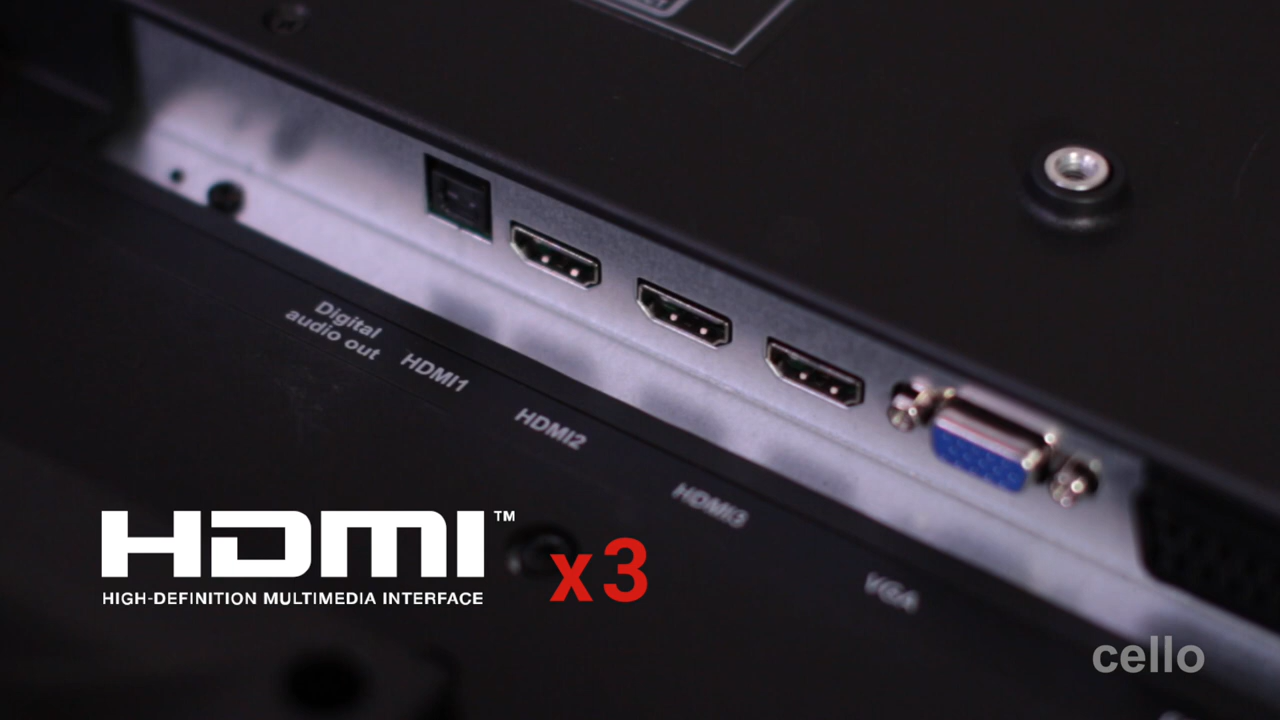 Digital
audio out
HDMI1
HDMI2
HDMI3
VGA
HDMI™
HIGH-DEFINITION MULTIMEDIA INTERFACE
x3
cello